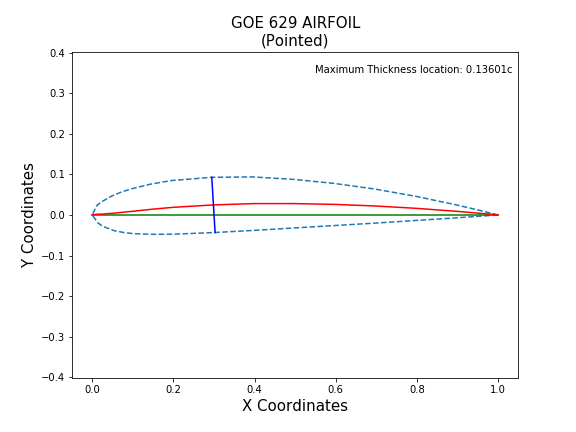 GOE 629 AIRFOIL
(Pointed)
Maximum Thickness location: 0.13601c
0.4
0.3
0.2
0.1
0.0
−0.1
−0.2
−0.3
−0.4
Y Coordinates
0.0 0.2 0.4 0.6 0.8 1.0
X Coordinates